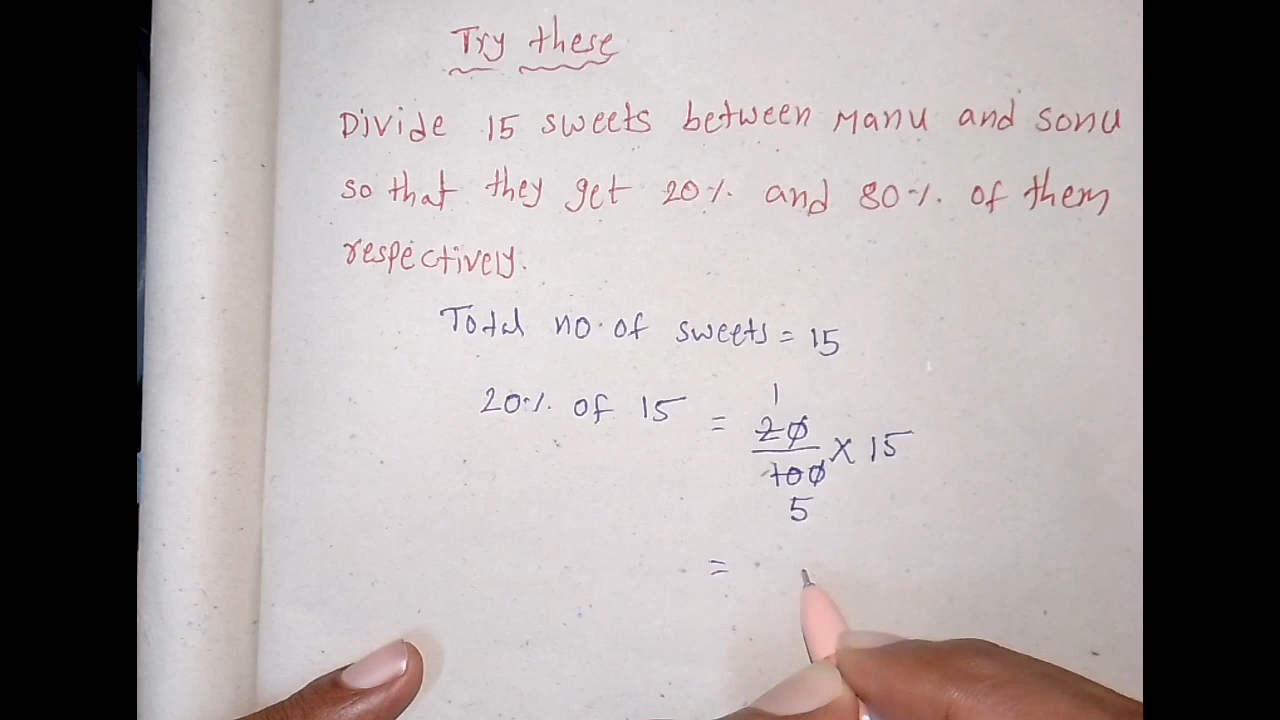 Try these
Divide 15 sweets between Manu and sonu
so that they get 20% and 80% of them
respectively.
Total no. of sweets = 15
20% of 15 = 20/100 × 15
1
5
=